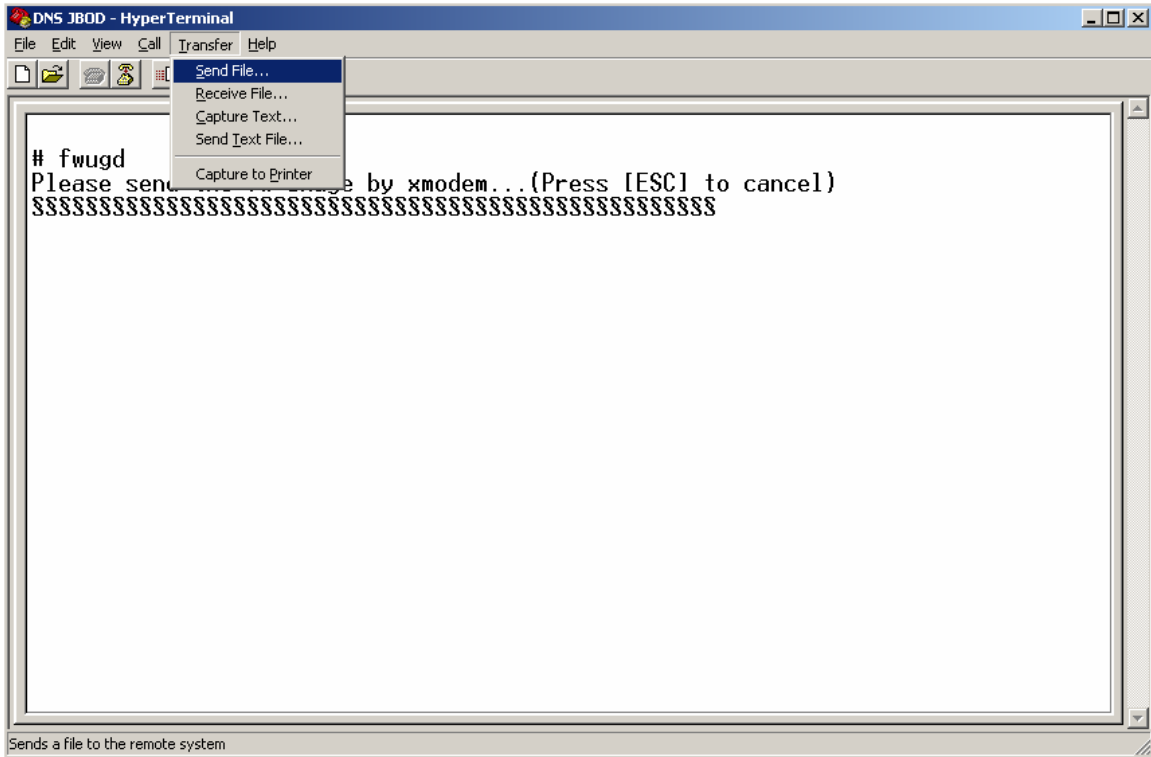 DNS JBOD - HyperTerminal
File Edit View Call Transfer Help
Send File...
Receive File...
Capture Text...
Send Text File...
Capture to Printer
# fwugd
Please send by xmodem...(Press [ESC] to cancel)
§§§§§§§§§§§§§§§§§§§§§§§§§§§§§§§§§§§§§§§§§§§§§§§§§§§
Sends a file to the remote system